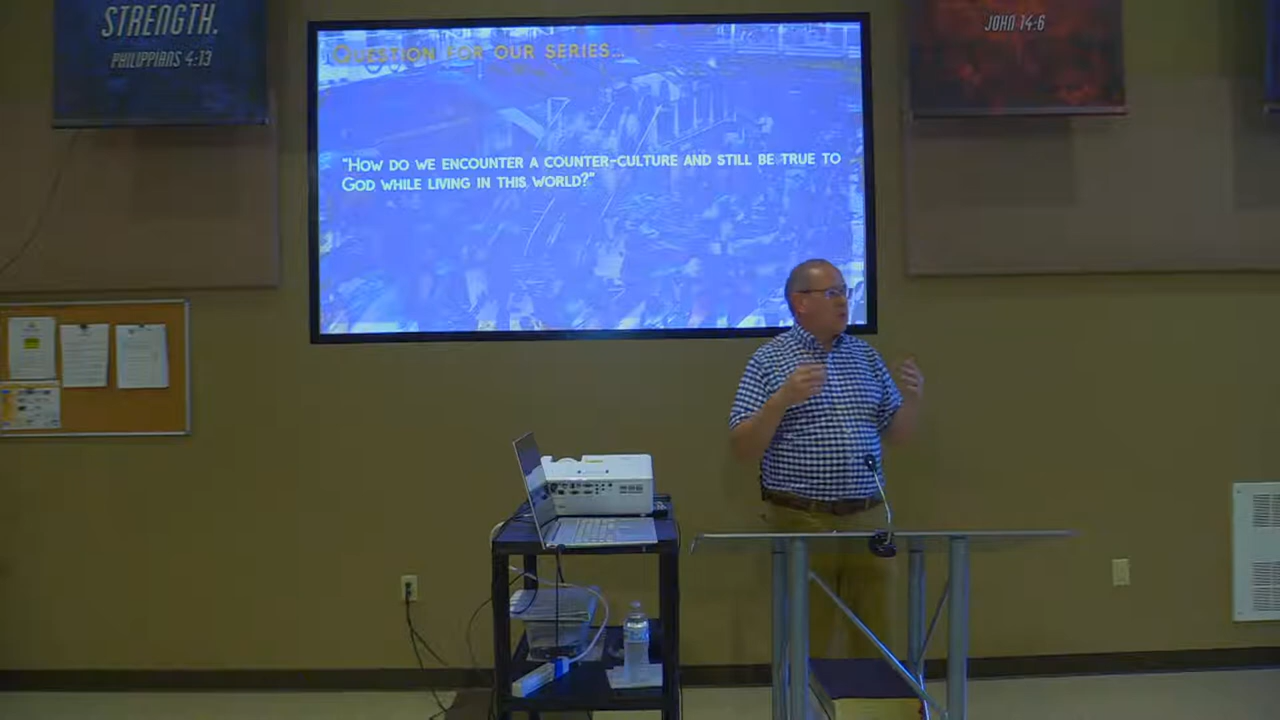 STRENGTH.
PHILIPPIANS 4:13
JOHN 14:6
QUESTION FOR OUR SERIES...
"HOW DO WE ENCOUNTER A COUNTER-CULTURE AND STILL BE TRUE TO
GOD WHILE LIVING IN THIS WORLD?"